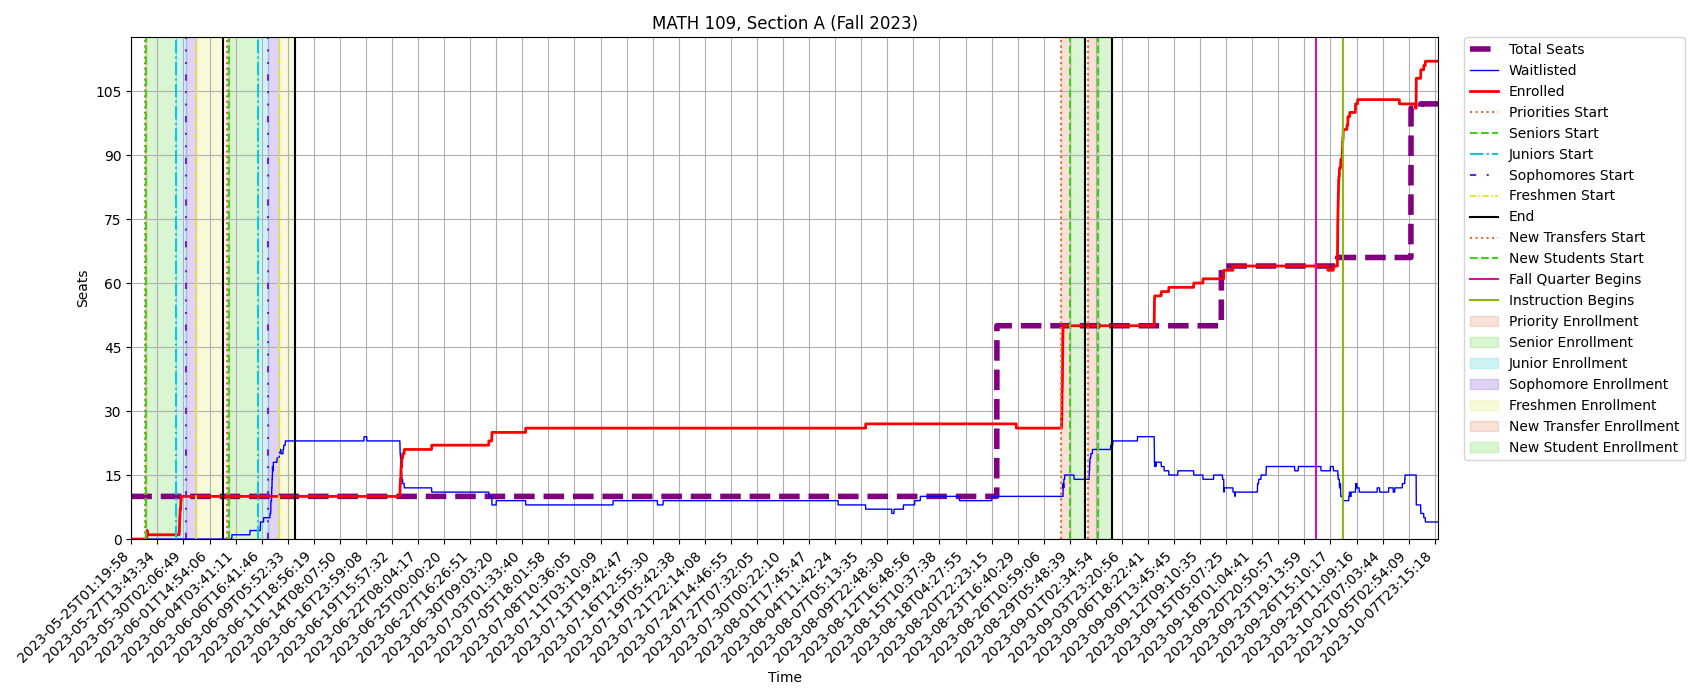 MATH 109, Section A (Fall 2023)
Seats
105
90
75
60
45
30
15
0
2023-05-25T01:19:58
2023-05-27T13:43:34
2023-05-30T02:06:49
2023-06-01T14:54:06
2023-06-04T03:41:11
2023-06-06T16:41:46
2023-06-09T05:52:33
2023-06-11T18:56:19
2023-06-14T08:07:50
2023-06-16T23:59:08
2023-06-19T15:57:32
2023-06-22T08:04:17
2023-06-25T00:00:20
2023-06-27T16:26:51
2023-06-30T09:03:20
2023-07-03T01:33:40
2023-07-05T18:01:58
2023-07-08T10:36:05
2023-07-11T03:10:09
2023-07-13T19:42:47
2023-07-16T12:55:30
2023-07-19T05:42:38
2023-07-21T22:14:08
2023-07-24T14:46:55
2023-07-27T07:32:05
2023-07-30T00:22:10
2023-08-01T17:45:47
2023-08-04T11:42:24
2023-08-07T05:13:35
2023-08-09T22:48:30
2023-08-12T16:48:56
2023-08-15T10:37:38
2023-08-18T04:27:55
2023-08-20T22:23:15
2023-08-23T16:40:29
2023-08-26T10:59:06
2023-08-29T05:48:39
2023-09-01T02:34:54
2023-09-03T23:20:56
2023-09-06T18:22:41
2023-09-09T13:45:45
2023-09-12T09:10:35
2023-09-15T05:07:25
2023-09-18T01:04:41
2023-09-20T20:50:57
2023-09-23T19:13:59
2023-09-26T15:10:17
2023-09-29T11:09:16
2023-10-02T07:03:44
2023-10-05T02:54:09
2023-10-07T23:15:18
Time
Total Seats
Waitlisted
Enrolled
Priorities Start
Seniors Start
Juniors Start
Sophomores Start
Freshmen Start
End
New Transfers Start
New Students Start
Fall Quarter Begins
Instruction Begins
Priority Enrollment
Senior Enrollment
Junior Enrollment
Sophomore Enrollment
Freshmen Enrollment
New Transfer Enrollment
New Student Enrollment